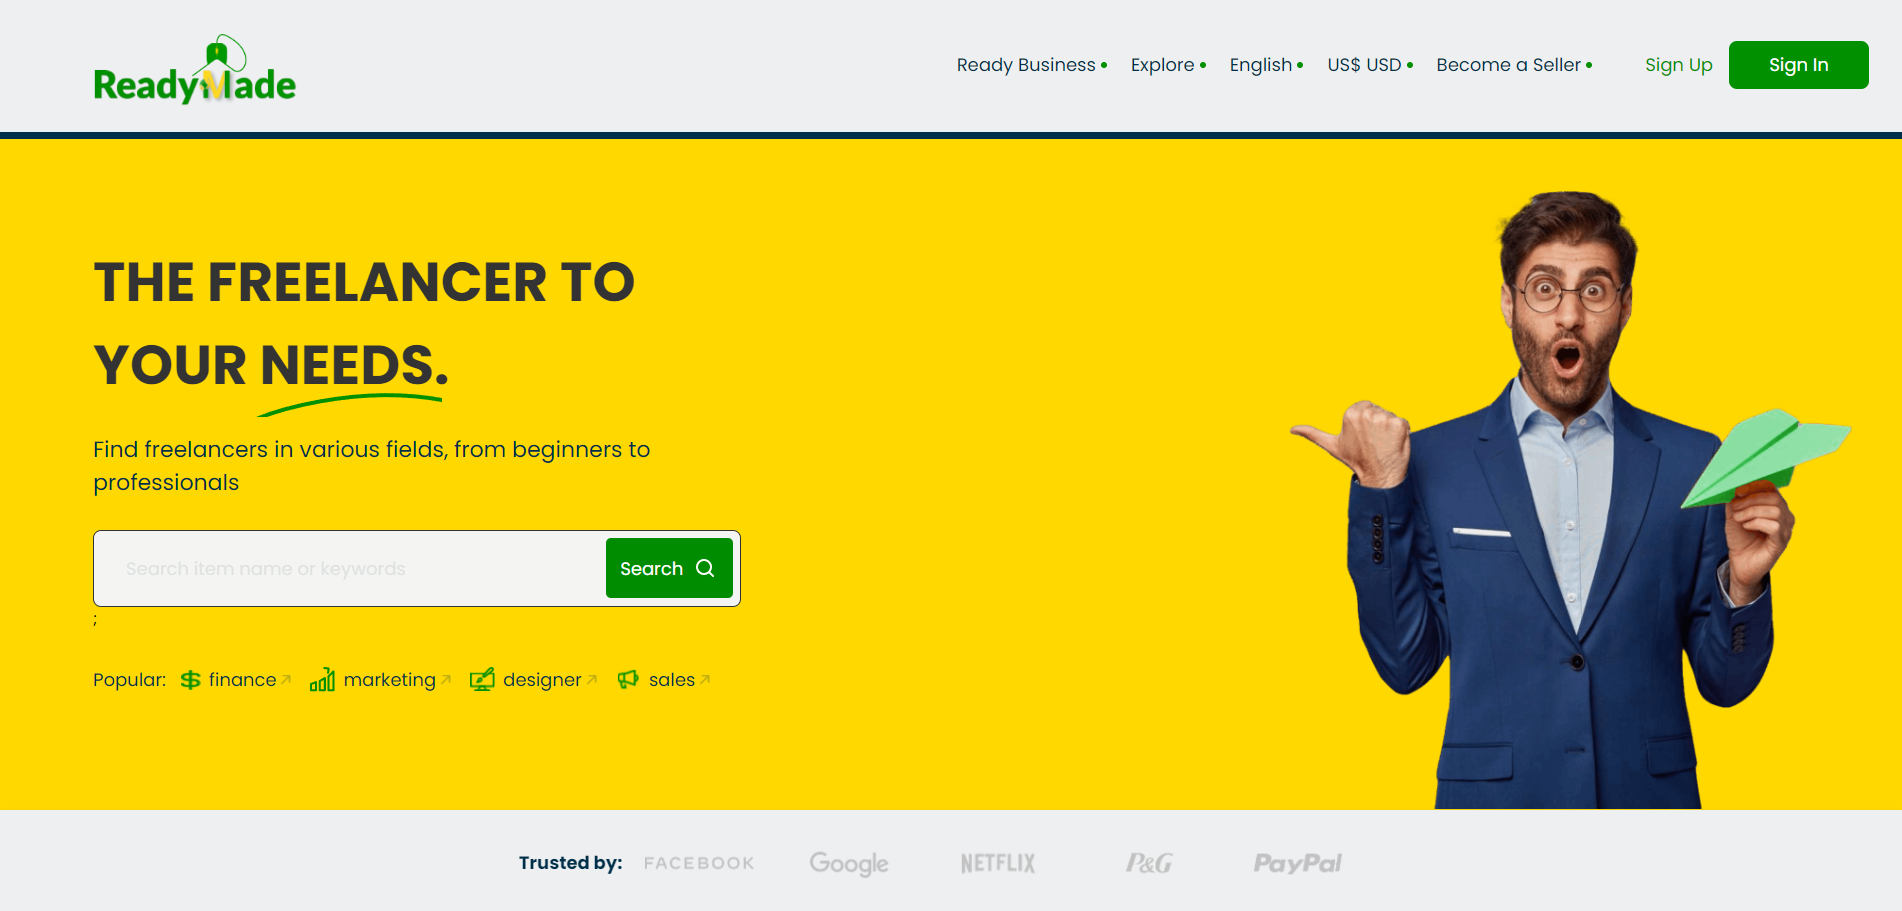 ReadyMade
Ready Business
Explore
English
US$ USD
Become a Seller
Sign Up
Sign In
THE FREELANCER TO
YOUR NEEDS.
Find freelancers in various fields, from beginners to
professionals
Search item name or keywords
Search
;
Popular: finance marketing designer sales
Trusted by: FACEBOOK Google NETFLIX P&G PayPal